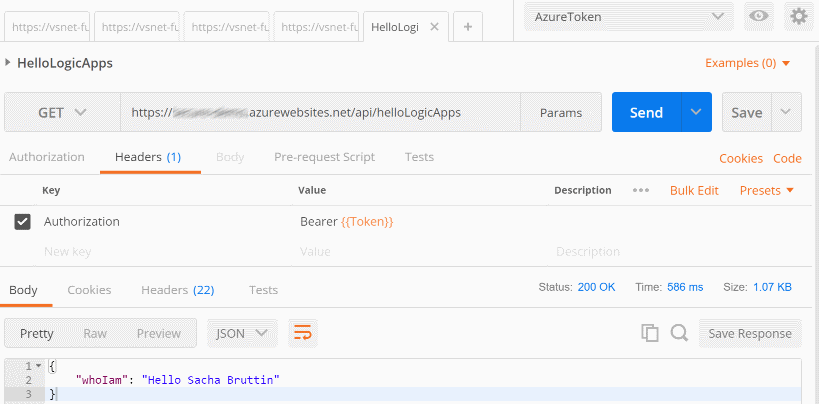 https://vsnet-fu https://vsnet-fu https://vsnet-fu https://vsnet-fu HelloLogi × + AzureToken
HelloLogicApps Examples (0)
GET https:// .azurewebsites.net/api/helloLogicApps Params Send Save
Authorization Headers (1) Body Pre-request Script Tests Cookies Code
Key Value Description ••• Bulk Edit Presets
Authorization Bearer {{Token}}
New key Value Description
Body Cookies Headers (22) Tests Status: 200 OK Time: 586 ms Size: 1.07 KB
Pretty Raw Preview JSON Save Response
1 {
2 "whoIam": "Hello Sacha Bruttin"
3 }